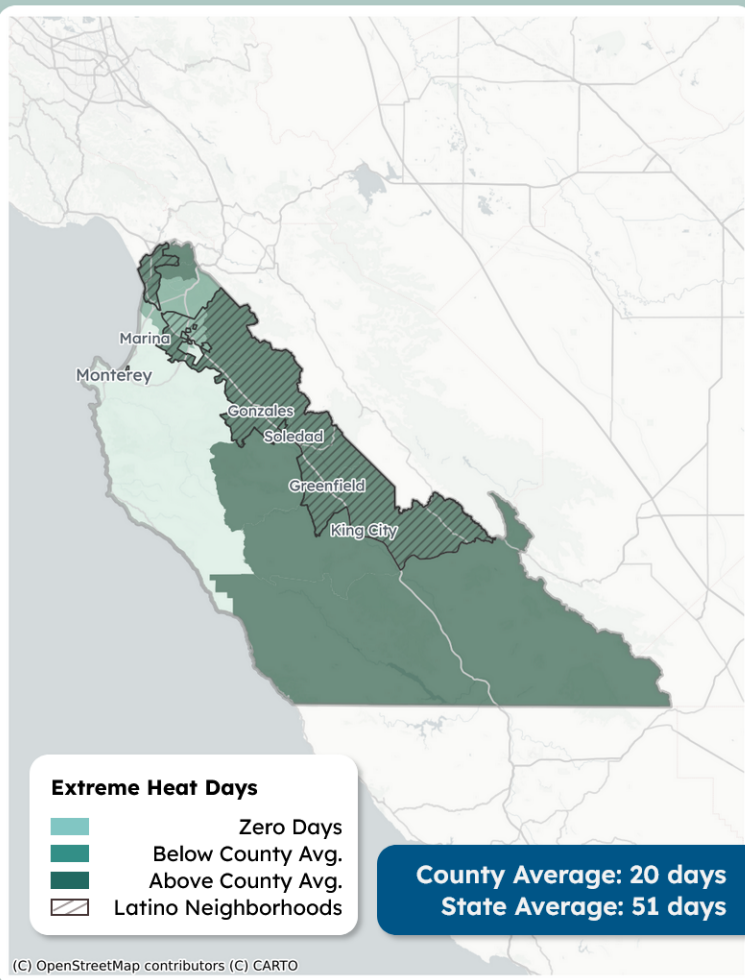 Marina
Monterey
Gonzales
Soledad
Greenfield
King City
Extreme Heat Days
Zero Days
Below County Avg.
Above County Avg.
Latino Neighborhoods
County Average: 20 days
State Average: 51 days
(C) OpenStreetMap contributors (C) CARTO